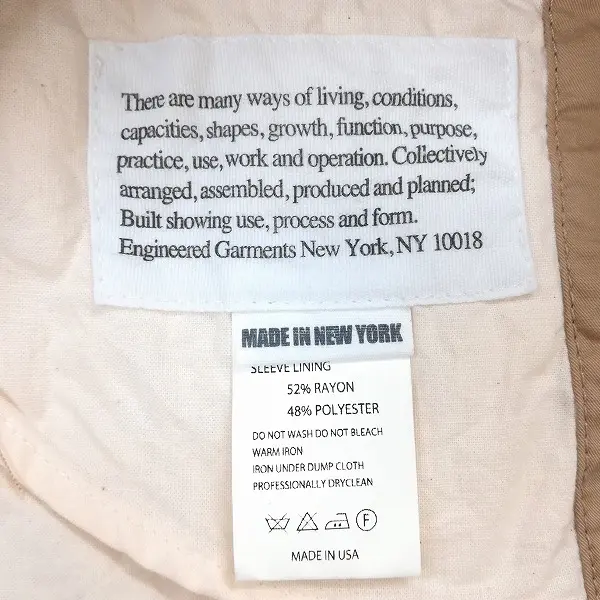 There are many ways of living, conditions,
capacities, shapes, growth, function, purpose,
practice, use, work and operation. Collectively
arranged, assembled, produced and planned;
Built showing use, process and form.
Engineered Garments New York, NY 10018
MADE IN NEW YORK
SLEEVE LINING
52% RAYON
48% POLYESTER
DO NOT WASH DO NOT BLEACH
WARM IRON
IRON UNDER DUMP CLOTH
PROFESSIONALLY DRYCLEAN
F
MADE IN USA